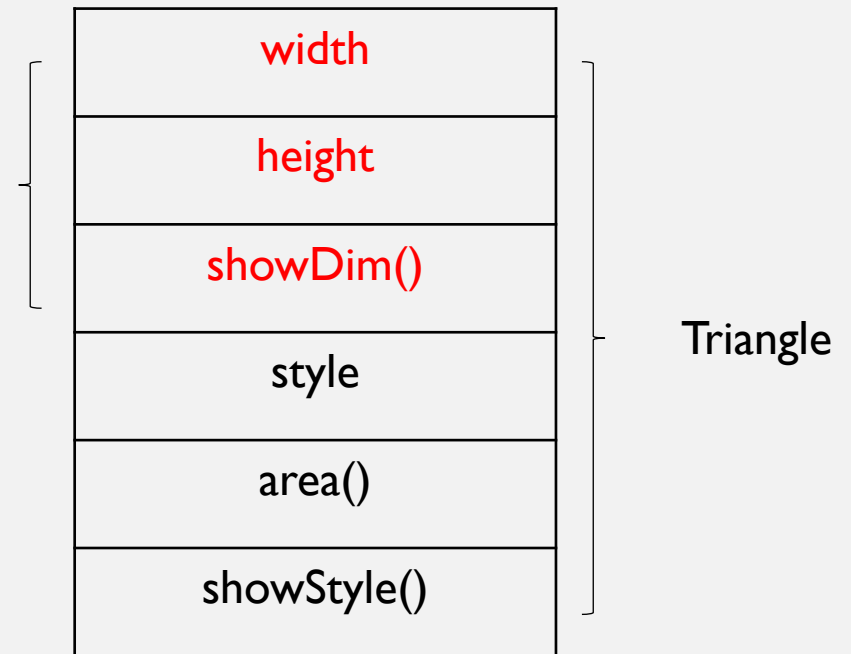 width
height
showDim()
style
area()
showStyle()
Triangle